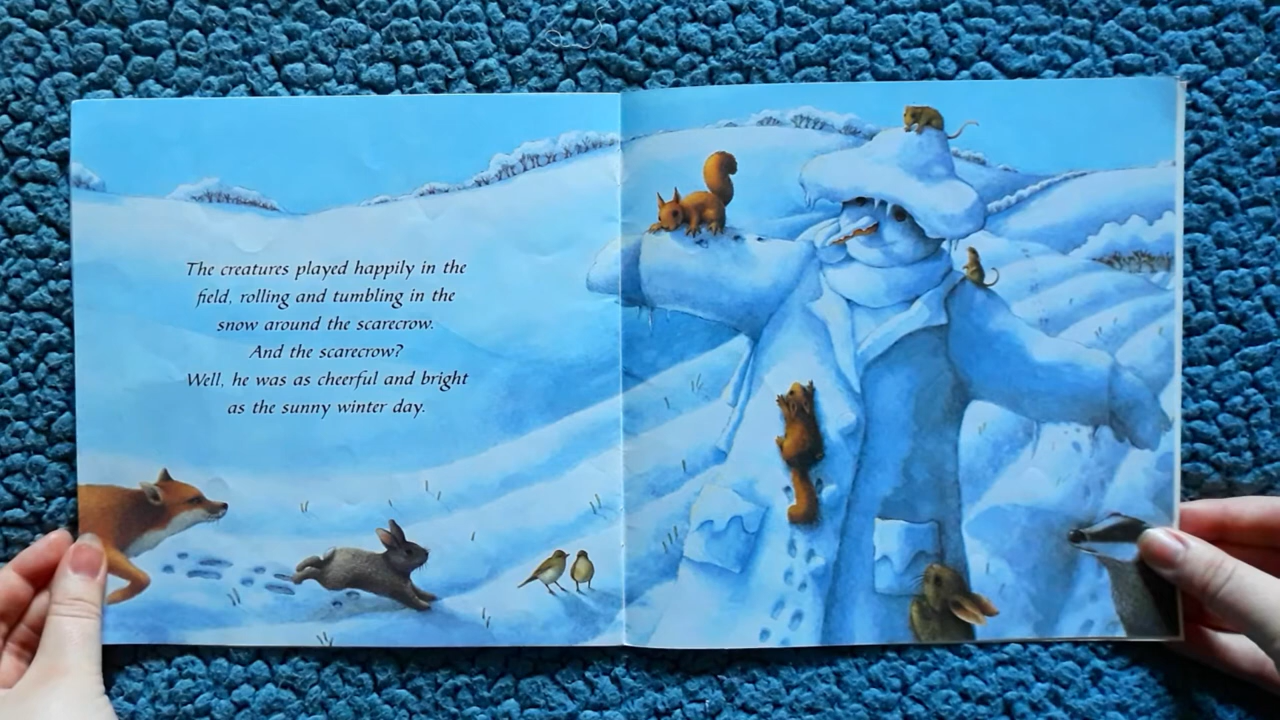 The creatures played happily in the
field, rolling and tumbling in the
snow around the scarecrow.
And the scarecrow?
Well, he was as cheerful and bright
as the sunny winter day.